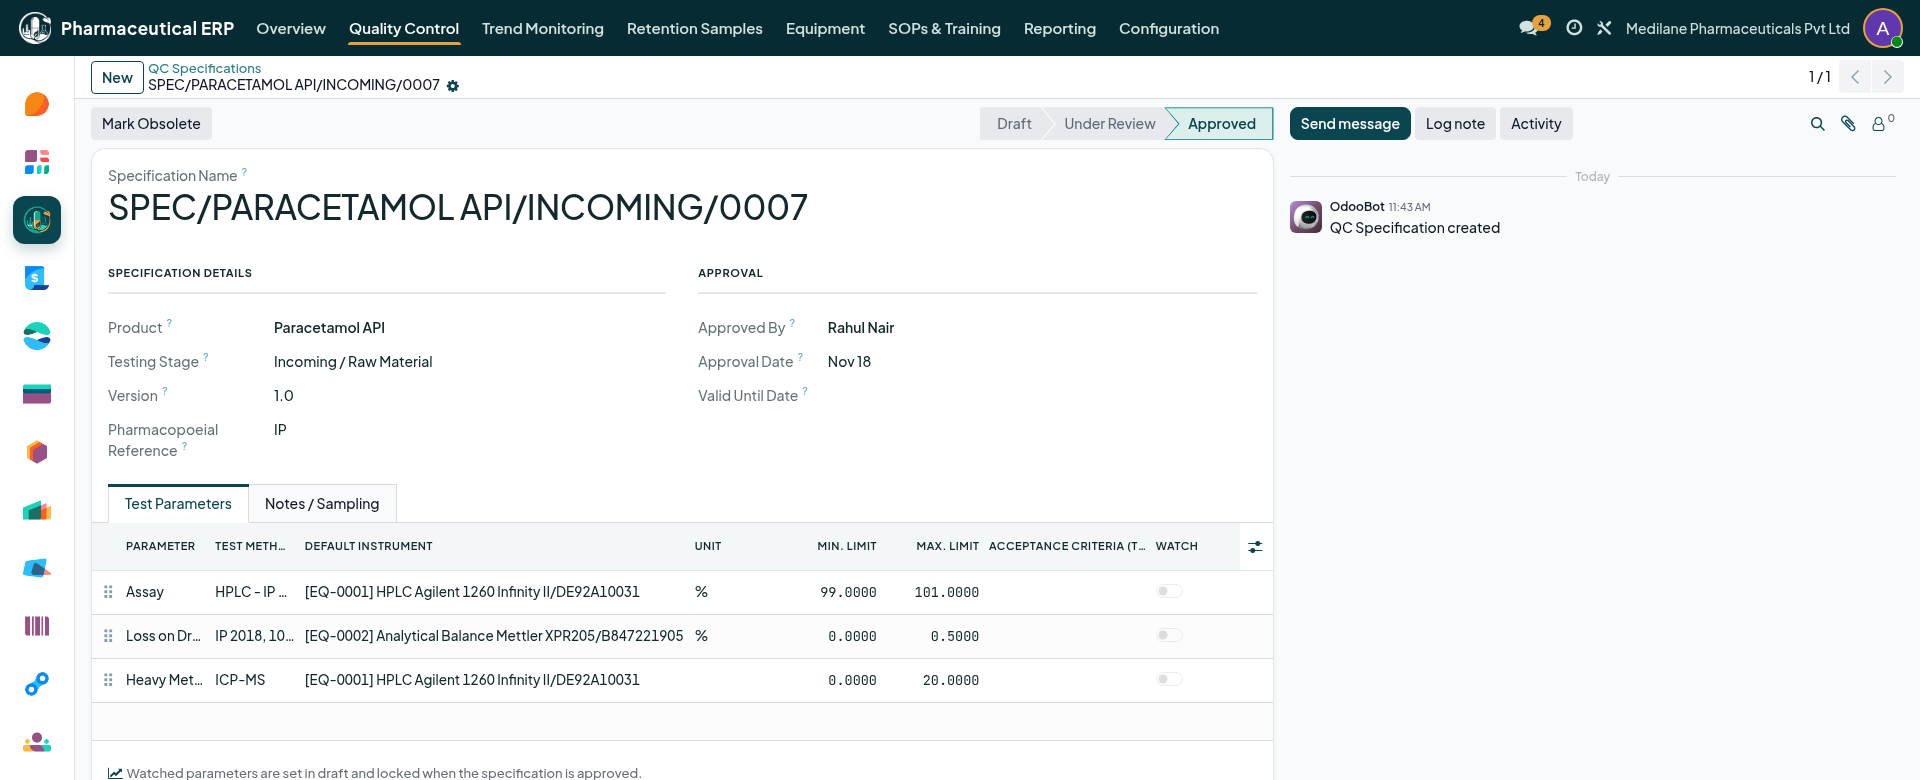 Pharmaceutical ERP Overview Quality Control Trend Monitoring Retention Samples Equipment SOPs & Training Reporting Configuration 4 Medilane Pharmaceuticals Pvt Ltd A
New QC Specifications
SPEC/PARACETAMOL API/INCOMING/0007
1 / 1
Mark Obsolete Draft Under Review Approved Send message Log note Activity 0
Specification Name ?
SPEC/PARACETAMOL API/INCOMING/0007
Today
OdooBot 11:43 AM
QC Specification created
SPECIFICATION DETAILS
Product ? Paracetamol API
Testing Stage ? Incoming / Raw Material
Version ? 1.0
Pharmacopoeial
Reference ? IP
APPROVAL
Approved By ? Rahul Nair
Approval Date ? Nov 18
Valid Until Date ?
Test Parameters Notes / Sampling
PARAMETER TEST METH... DEFAULT INSTRUMENT UNIT MIN. LIMIT MAX. LIMIT ACCEPTANCE CRITERIA (T... WATCH
Assay HPLC - IP ... [EQ-0001] HPLC Agilent 1260 Infinity II/DE92A10031 % 99.0000 101.0000
Loss on Dr... IP 2018, 10... [EQ-0002] Analytical Balance Mettler XPR205/B847221905 % 0.0000 0.5000
Heavy Met... ICP-MS [EQ-0001] HPLC Agilent 1260 Infinity II/DE92A10031 0.0000 20.0000
Watched parameters are set in draft and locked when the specification is approved.
$